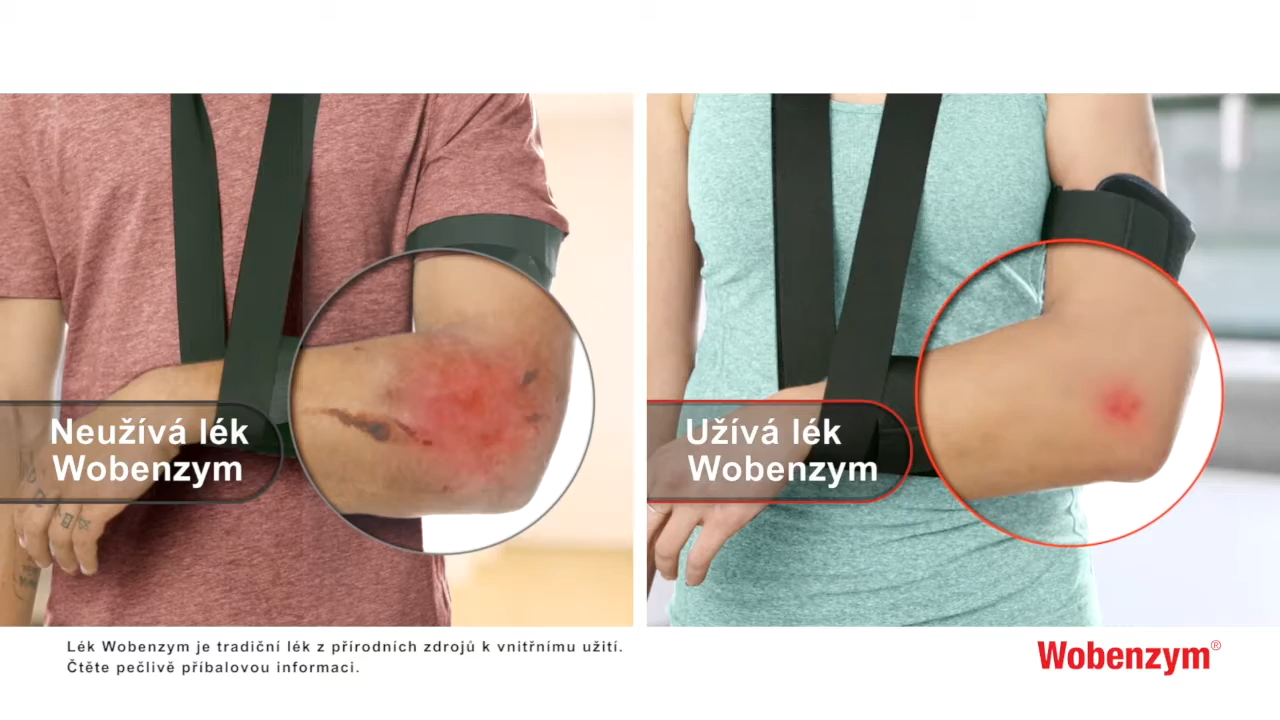 Neužívá lék
Wobenzym
Užívá lék
Wobenzym
Lék Wobenzym je tradiční lék z přírodních zdrojů k vnitřnímu užití.
Čtěte pečlivě příbalovou informaci.
Wobenzym®